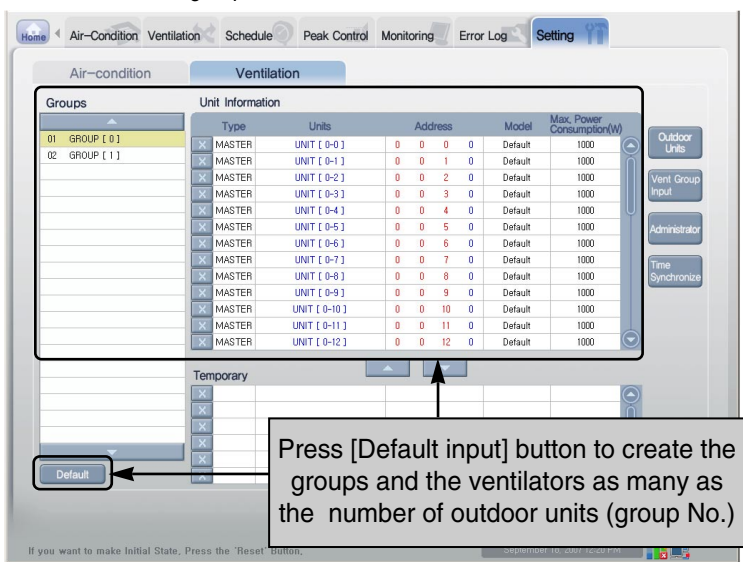 Home Air-Condition Ventilation Schedule Peak Control Monitoring Error Log Setting
Air-condition Ventilation
Groups
01 GROUP [ 0 ]
02 GROUP [ 1 ]
Default
Unit Information
Type Units Address Model Max, Power Consumption(W)
X MASTER UNIT [ 0-0 ] 0 0 0 0 Default 1000
X MASTER UNIT [ 0-1 ] 0 0 1 0 Default 1000
X MASTER UNIT [ 0-2 ] 0 0 2 0 Default 1000
X MASTER UNIT [ 0-3 ] 0 0 3 0 Default 1000
X MASTER UNIT [ 0-4 ] 0 0 4 0 Default 1000
X MASTER UNIT [ 0-5 ] 0 0 5 0 Default 1000
X MASTER UNIT [ 0-6 ] 0 0 6 0 Default 1000
X MASTER UNIT [ 0-7 ] 0 0 7 0 Default 1000
X MASTER UNIT [ 0-8 ] 0 0 8 0 Default 1000
X MASTER UNIT [ 0-9 ] 0 0 9 0 Default 1000
X MASTER UNIT [ 0-10 ] 0 0 10 0 Default 1000
X MASTER UNIT [ 0-11 ] 0 0 11 0 Default 1000
X MASTER UNIT [ 0-12 ] 0 0 12 0 Default 1000
Temporary
X
X
X
X
X
Outdoor
Units
Vent Group
Input
Administrator
Time
Synchronize
Press [Default input] button to create the
groups and the ventilators as many as
the number of outdoor units (group No.)
If you want to make Initial State, Press the 'Reset' Button,